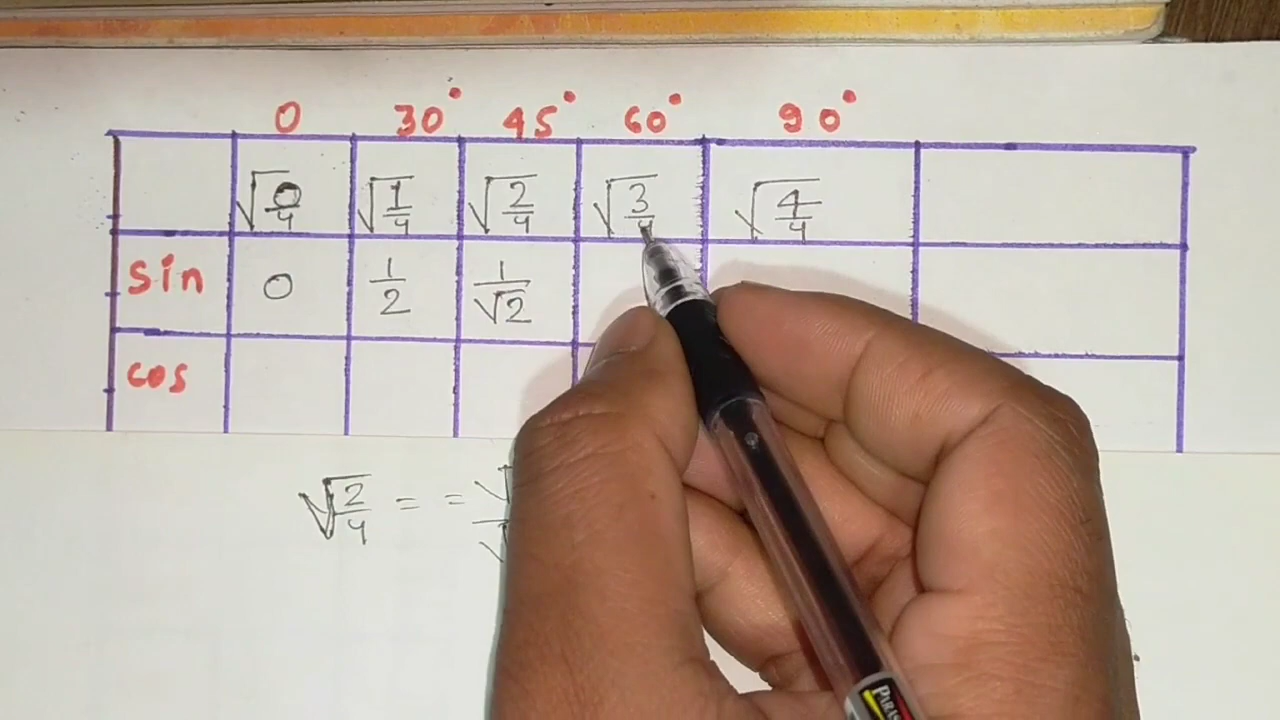 0 30° 45° 60° 90°
√0/4 √1/4 √2/4 √3/4 √4/4
sin 0 1/2 1/√2
cos
√2/4 = = √
√